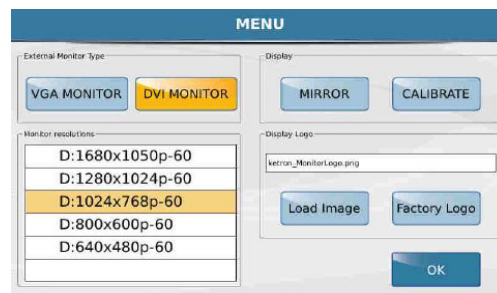 MENU
External Monitor Type
VGA MONITOR
DVI MONITOR
Display
MIRROR
CALIBRATE
Monitor resolutions
D:1680x1050p-60
D:1280x1024p-60
D:1024x768p-60
D:800x600p-60
D:640x480p-60
Display Logo
ketron_MonitorLogo.png
Load Image
Factory Logo
OK